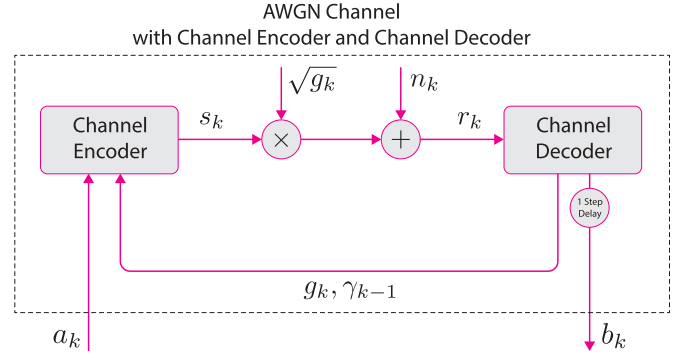 AWGN Channel
with Channel Encoder and Channel Decoder
√g_k
n_k
Channel
Encoder
s_k
×
+
r_k
Channel
Decoder
1 Step
Delay
g_k, γ_{k−1}
a_k
b_k